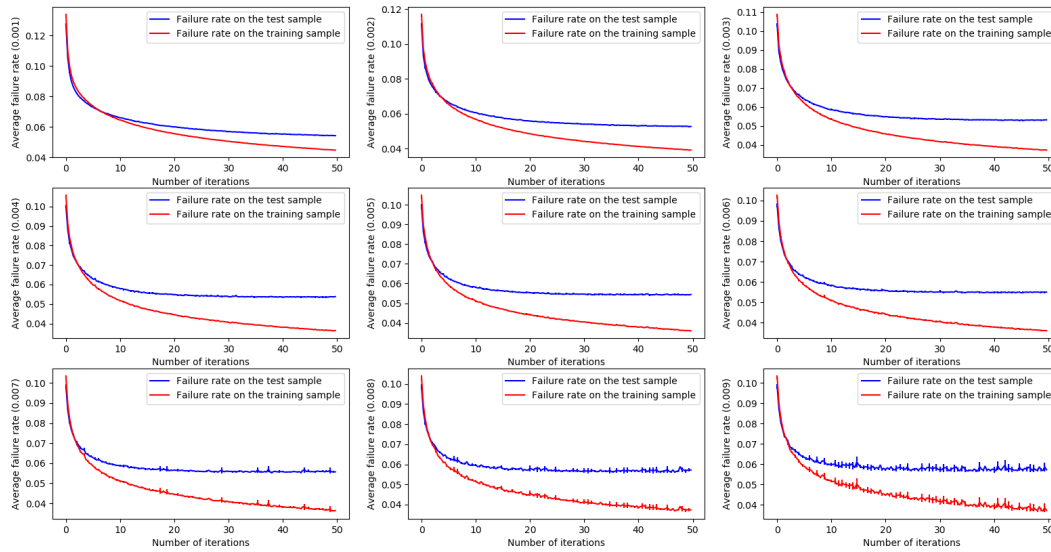 Average failure rate (0.001)
0.12
0.10
0.08
0.06
0.04
Failure rate on the test sample
Failure rate on the training sample
0 10 20 30 40 50
Number of iterations
Average failure rate (0.002)
0.12
0.10
0.08
0.06
0.04
Failure rate on the test sample
Failure rate on the training sample
0 10 20 30 40 50
Number of iterations
Average failure rate (0.003)
0.11
0.10
0.09
0.08
0.07
0.06
0.05
0.04
Failure rate on the test sample
Failure rate on the training sample
0 10 20 30 40 50
Number of iterations
Average failure rate (0.004)
0.10
0.09
0.08
0.07
0.06
0.05
0.04
Failure rate on the test sample
Failure rate on the training sample
0 10 20 30 40 50
Number of iterations
Average failure rate (0.005)
0.10
0.09
0.08
0.07
0.06
0.05
0.04
Failure rate on the test sample
Failure rate on the training sample
0 10 20 30 40 50
Number of iterations
Average failure rate (0.006)
0.10
0.09
0.08
0.07
0.06
0.05
0.04
Failure rate on the test sample
Failure rate on the training sample
0 10 20 30 40 50
Number of iterations
Average failure rate (0.007)
0.10
0.09
0.08
0.07
0.06
0.05
0.04
Failure rate on the test sample
Failure rate on the training sample
0 10 20 30 40 50
Number of iterations
Average failure rate (0.008)
0.10
0.09
0.08
0.07
0.06
0.05
0.04
Failure rate on the test sample
Failure rate on the training sample
0 10 20 30 40 50
Number of iterations
Average failure rate (0.009)
0.10
0.09
0.08
0.07
0.06
0.05
0.04
Failure rate on the test sample
Failure rate on the training sample
0 10 20 30 40 50
Number of iterations